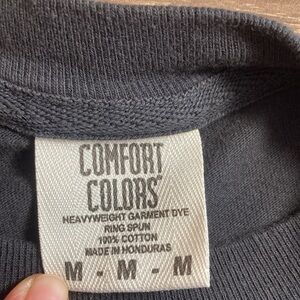 COMFORT
COLORS®
HEAVYWEIGHT GARMENT DYE
RING SPUN
100% COTTON
MADE IN HONDURAS
M - M - M